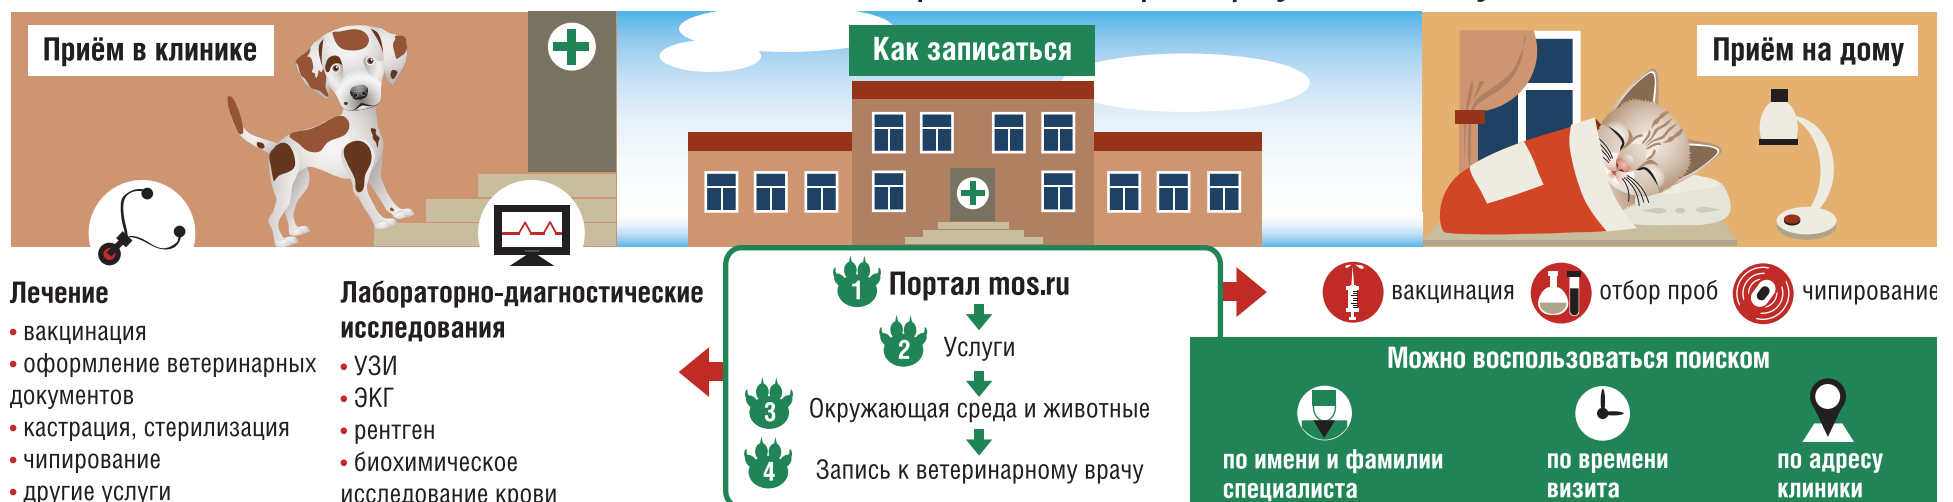 Приём в клинике
Как записаться
Приём на дому
Лечение
• вакцинация
• оформление ветеринарных
документов
• кастрация, стерилизация
• чипирование
• другие услуги
Лабораторно-диагностические
исследования
• УЗИ
• ЭКГ
• рентген
• биохимическое
исследование крови
1 Портал mos.ru
2 Услуги
3 Окружающая среда и животные
4 Запись к ветеринарному врачу
вакцинация
отбор проб
чипирование
Можно воспользоваться поиском
по имени и фамилии
специалиста
по времени
визита
по адресу
клиники